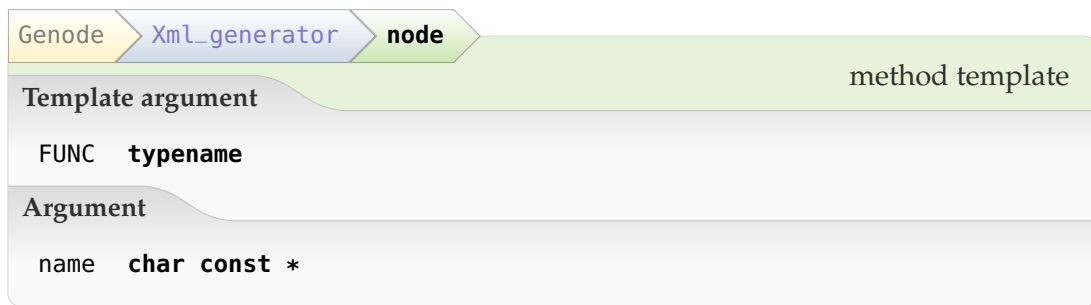 Genode Xml_generator node
method template
Template argument
FUNC typename
Argument
name char const *